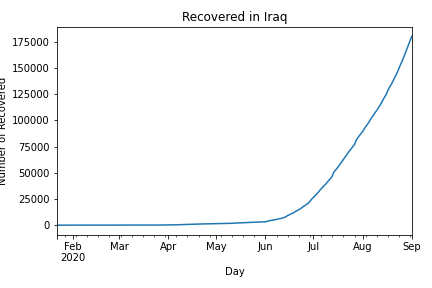 Recovered in Iraq
Number of Recovered
175000
150000
125000
100000
75000
50000
25000
0
Feb Mar Apr May Jun Jul Aug Sep
2020
Day